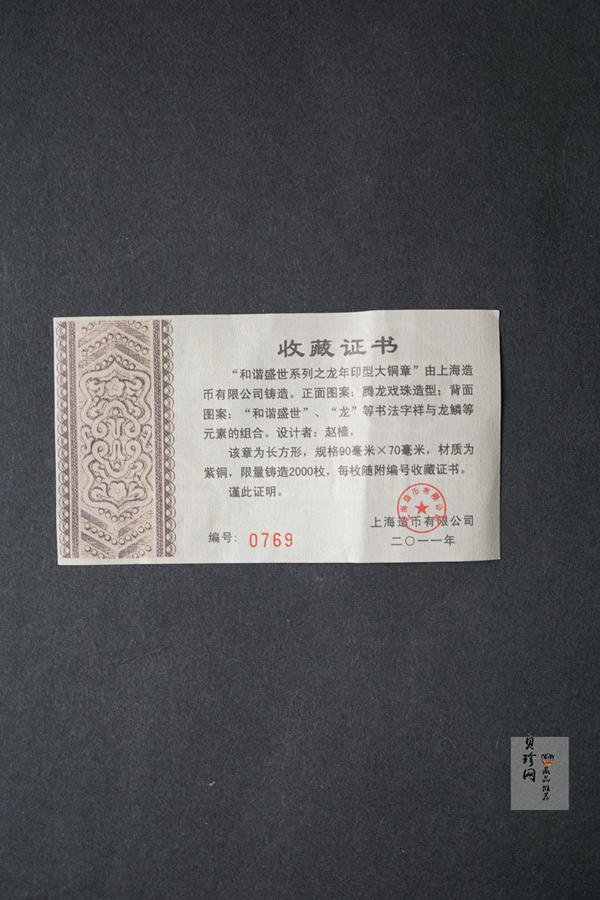 收藏证书
“和谐盛世系列之龙年印型大铜章”由上海造
币有限公司铸造。正面图案：腾龙戏珠造型；背面
图案：“和谐盛世”、“龙”等书法字样与龙鳞等
元素的组合。设计者：赵樯。
该章为长方形，规格90毫米×70毫米，材质为
紫铜，限量铸造2000枚，每枚随附编号收藏证书。
谨此证明。
上海造币有限公司
编号：0769
二〇一一年
贝珍网
藏品推荐